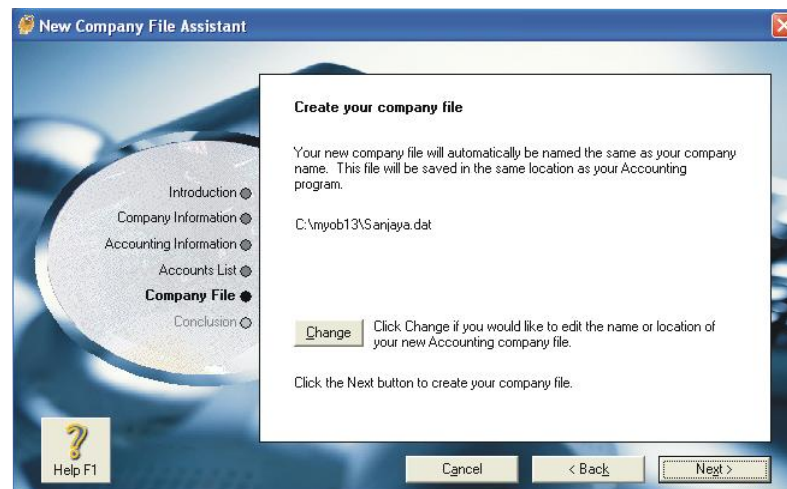 New Company File Assistant
Create your company file
Your new company file will automatically be named the same as your company
name. This file will be saved in the same location as your Accounting
program.
C:\myob13\Sanjaya.dat
Introduction
Company Information
Accounting Information
Accounts List
Company File
Conclusion
Change
Click Change if you would like to edit the name or location of
your new Accounting company file.
Click the Next button to create your company file.
?
Help F1
Cancel
< Back
Next >